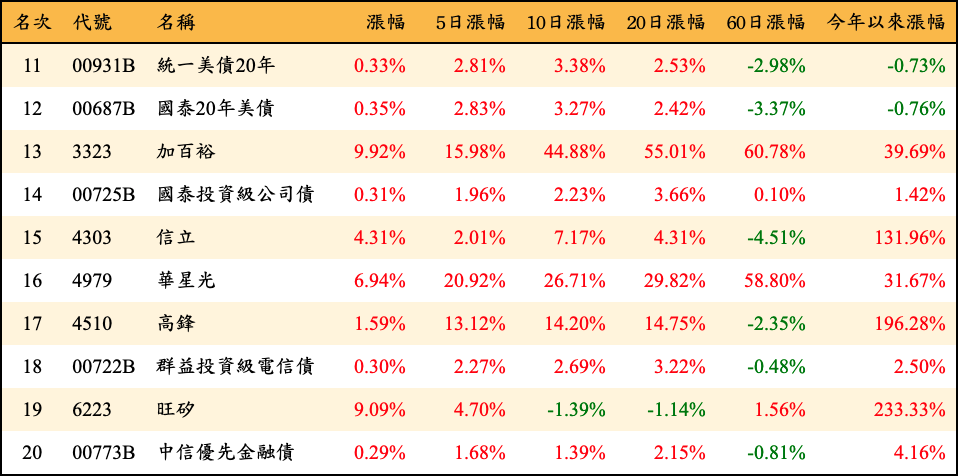 名次 代號 名稱 漲幅 5日漲幅 10日漲幅 20日漲幅 60日漲幅 今年以來漲幅
11 00931B 統一美債20年 0.33% 2.81% 3.38% 2.53% -2.98% -0.73%
12 00687B 國泰20年美債 0.35% 2.83% 3.27% 2.42% -3.37% -0.76%
13 3323 加百裕 9.92% 15.98% 44.88% 55.01% 60.78% 39.69%
14 00725B 國泰投資級公司債 0.31% 1.96% 2.23% 3.66% 0.10% 1.42%
15 4303 信立 4.31% 2.01% 7.17% 4.31% -4.51% 131.96%
16 4979 華星光 6.94% 20.92% 26.71% 29.82% 58.80% 31.67%
17 4510 高鋒 1.59% 13.12% 14.20% 14.75% -2.35% 196.28%
18 00722B 群益投資級電信債 0.30% 2.27% 2.69% 3.22% -0.48% 2.50%
19 6223 旺矽 9.09% 4.70% -1.39% -1.14% 1.56% 233.33%
20 00773B 中信優先金融債 0.29% 1.68% 1.39% 2.15% -0.81% 4.16%